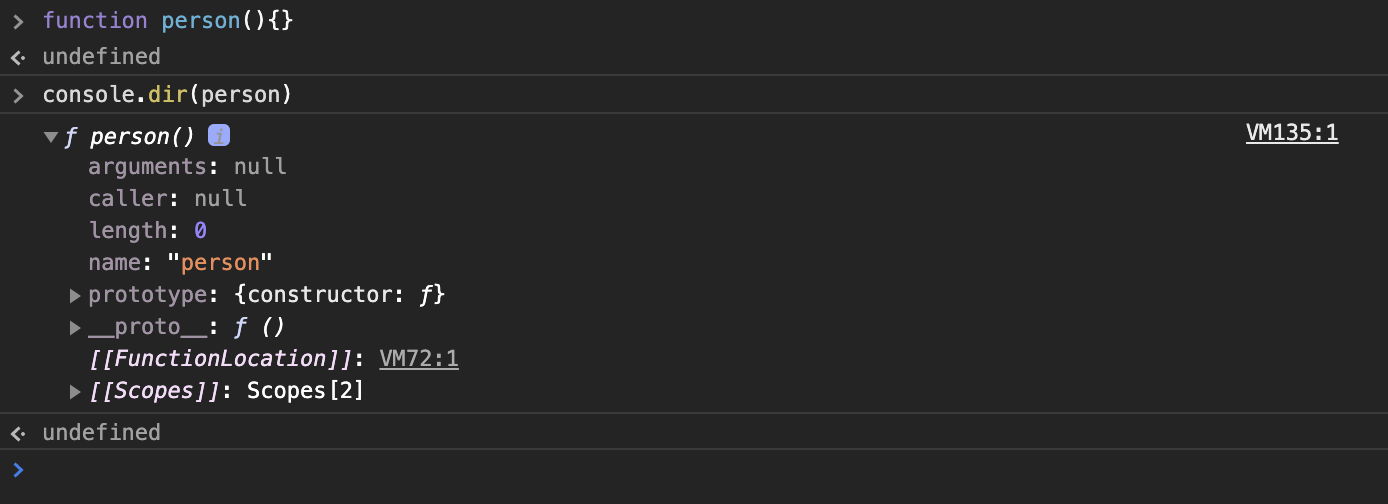 > function person(){}
<· undefined
> console.dir(person)
▼ƒ person() i VM135:1
arguments: null
caller: null
length: 0
name: "person"
▶ prototype: {constructor: ƒ}
▶ __proto__: ƒ ()
[[FunctionLocation]]: VM72:1
▶ [[Scopes]]: Scopes[2]
<· undefined
>